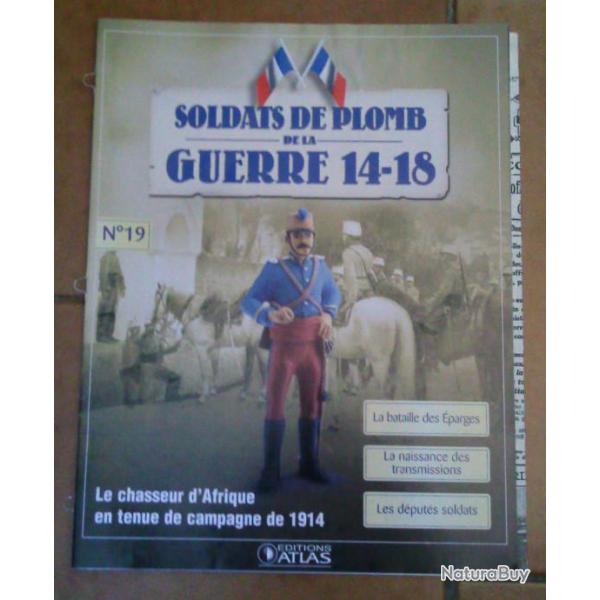 SOLDATS DE PLOMB
DE LA
GUERRE 14-18
N°19
La bataille des Éparges
La naissance des
transmissions
Les députés soldats
Le chasseur d'Afrique
en tenue de campagne de 1914
EDITIONS
ATLAS
NaturaBuy